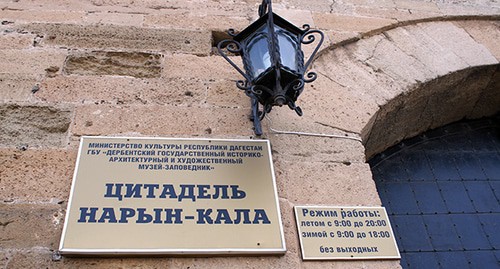 МИНИСТЕРСТВО КУЛЬТУРЫ РЕСПУБЛИКИ ДАГЕСТАН
ГБУ «ДЕРБЕНТСКИЙ ГОСУДАРСТВЕННЫЙ ИСТОРИКО-
АРХИТЕКТУРНЫЙ И ХУДОЖЕСТВЕННЫЙ
МУЗЕЙ-ЗАПОВЕДНИК»
ЦИТАДЕЛЬ
НАРЫН-КАЛА
Режим работы:
летом с 9:00 до 20:00
зимой с 9:00 до 18:00
без выходных